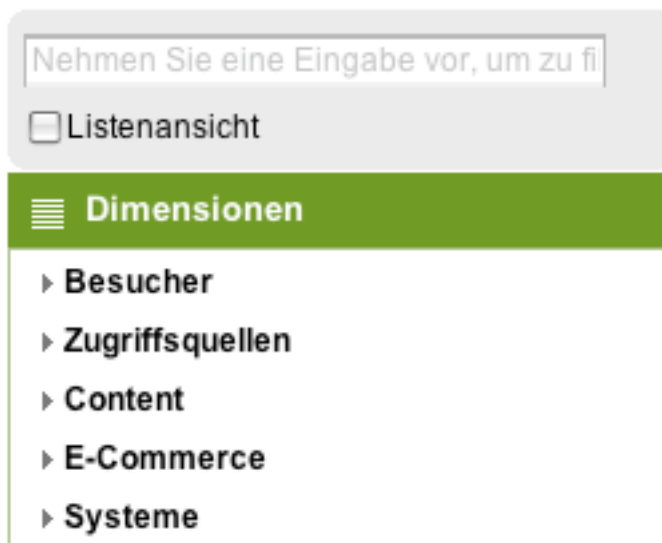 Nehmen Sie eine Eingabe vor, um zu fi
Listenansicht
Dimensionen
Besucher
Zugriffsquellen
Content
E-Commerce
Systeme